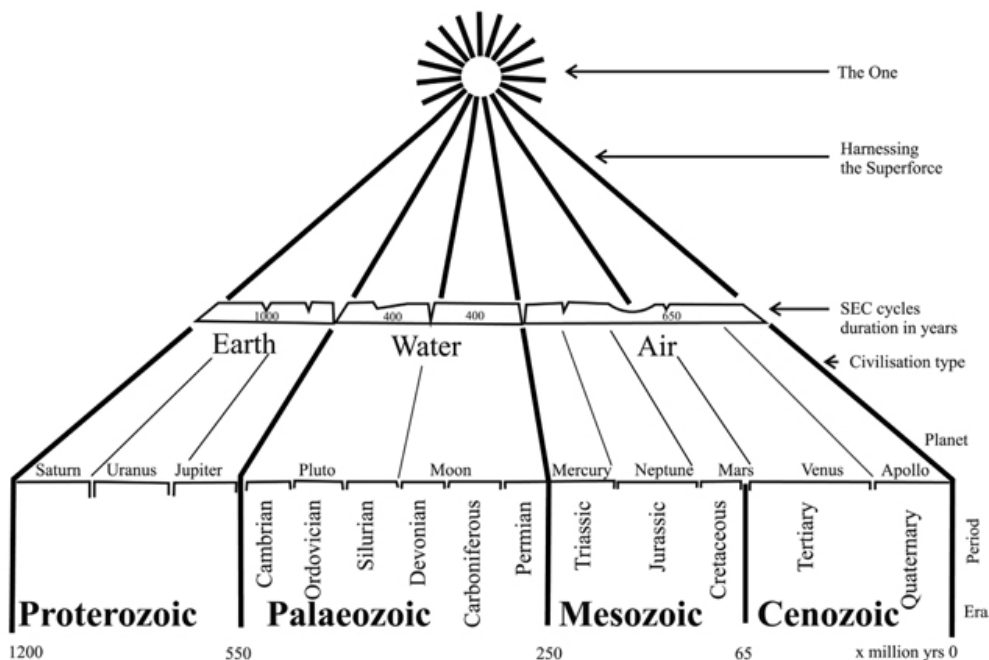 The One
Harnessing
the Superforce
1000
400
400
650
SEC cycles
duration in years
Earth
Water
Air
Civilisation type
Planet
Saturn
Uranus
Jupiter
Pluto
Moon
Mercury
Neptune
Mars
Venus
Apollo
Cambrian
Ordovician
Silurian
Devonian
Carboniferous
Permian
Triassic
Jurassic
Cretaceous
Tertiary
Quaternary
Period
Proterozoic
Palaeozoic
Mesozoic
Cenozoic
Era
1200
550
250
65
x million yrs 0